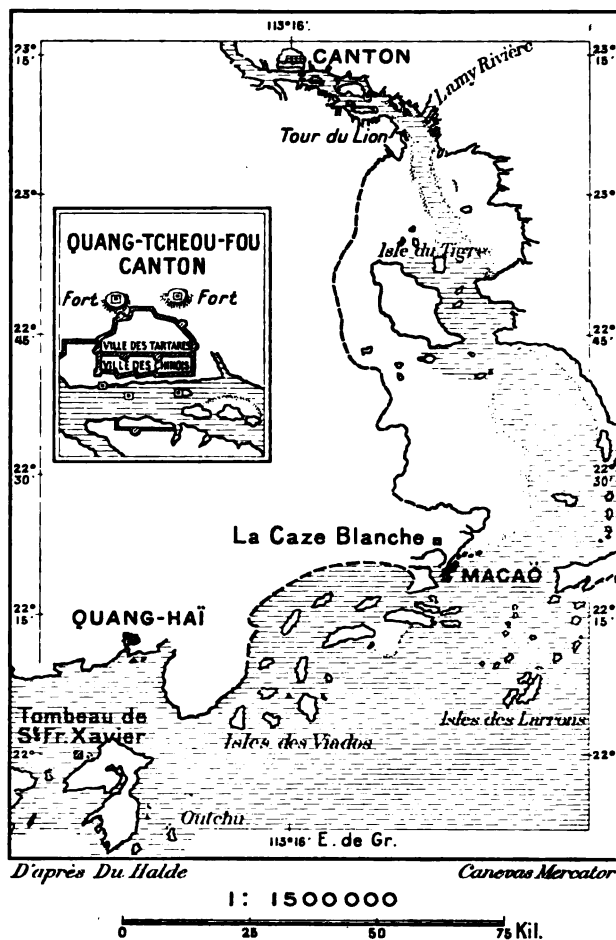 113°16'.
23° 15'
CANTON
23° 15'
Lamy Rivière
Tour du Lion
23°
23°
QUANG-TCHEOU-FOU
CANTON
Isle du Tigre
Fort
Fort
22° 45'
VILLE DES TARTARES
VILLE DES CHINOIS
22° 45'
22° 30'
22° 30'
La Caze Blanche
MACAÕ
22° 15'
QUANG-HAÏ
22° 15'
Tombeau de
St Fr. Xavier
Isles des Larrons
Isles des Viados
22°
22°
Outchu
113°16' E. de Gr.
D'après Du Halde
Canevas Mercator
1: 1500000
0 25 50 75 Kil.